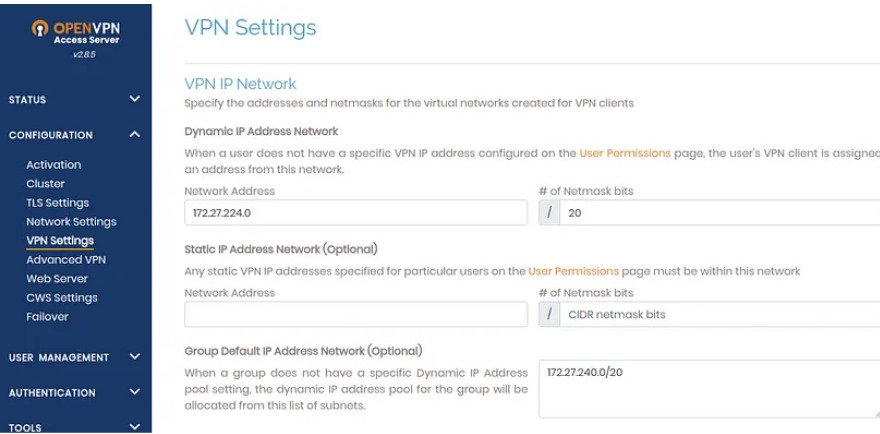 OPENVPN
Access Server
v2.8.5
STATUS
CONFIGURATION
Activation
Cluster
TLS Settings
Network Settings
VPN Settings
Advanced VPN
Web Server
CWS Settings
Failover
USER MANAGEMENT
AUTHENTICATION
TOOLS
VPN Settings
VPN IP Network
Specify the addresses and netmasks for the virtual networks created for VPN clients
Dynamic IP Address Network
When a user does not have a specific VPN IP address configured on the User Permissions page, the user's VPN client is assigned
an address from this network.
Network Address
# of Netmask bits
172.27.224.0
/ 20
Static IP Address Network (Optional)
Any static VPN IP addresses specified for particular users on the User Permissions page must be within this network
Network Address
# of Netmask bits
/ CIDR netmask bits
Group Default IP Address Network (Optional)
When a group does not have a specific Dynamic IP Address
pool setting, the dynamic IP address pool for the group will be
allocated from this list of subnets.
172.27.240.0/20